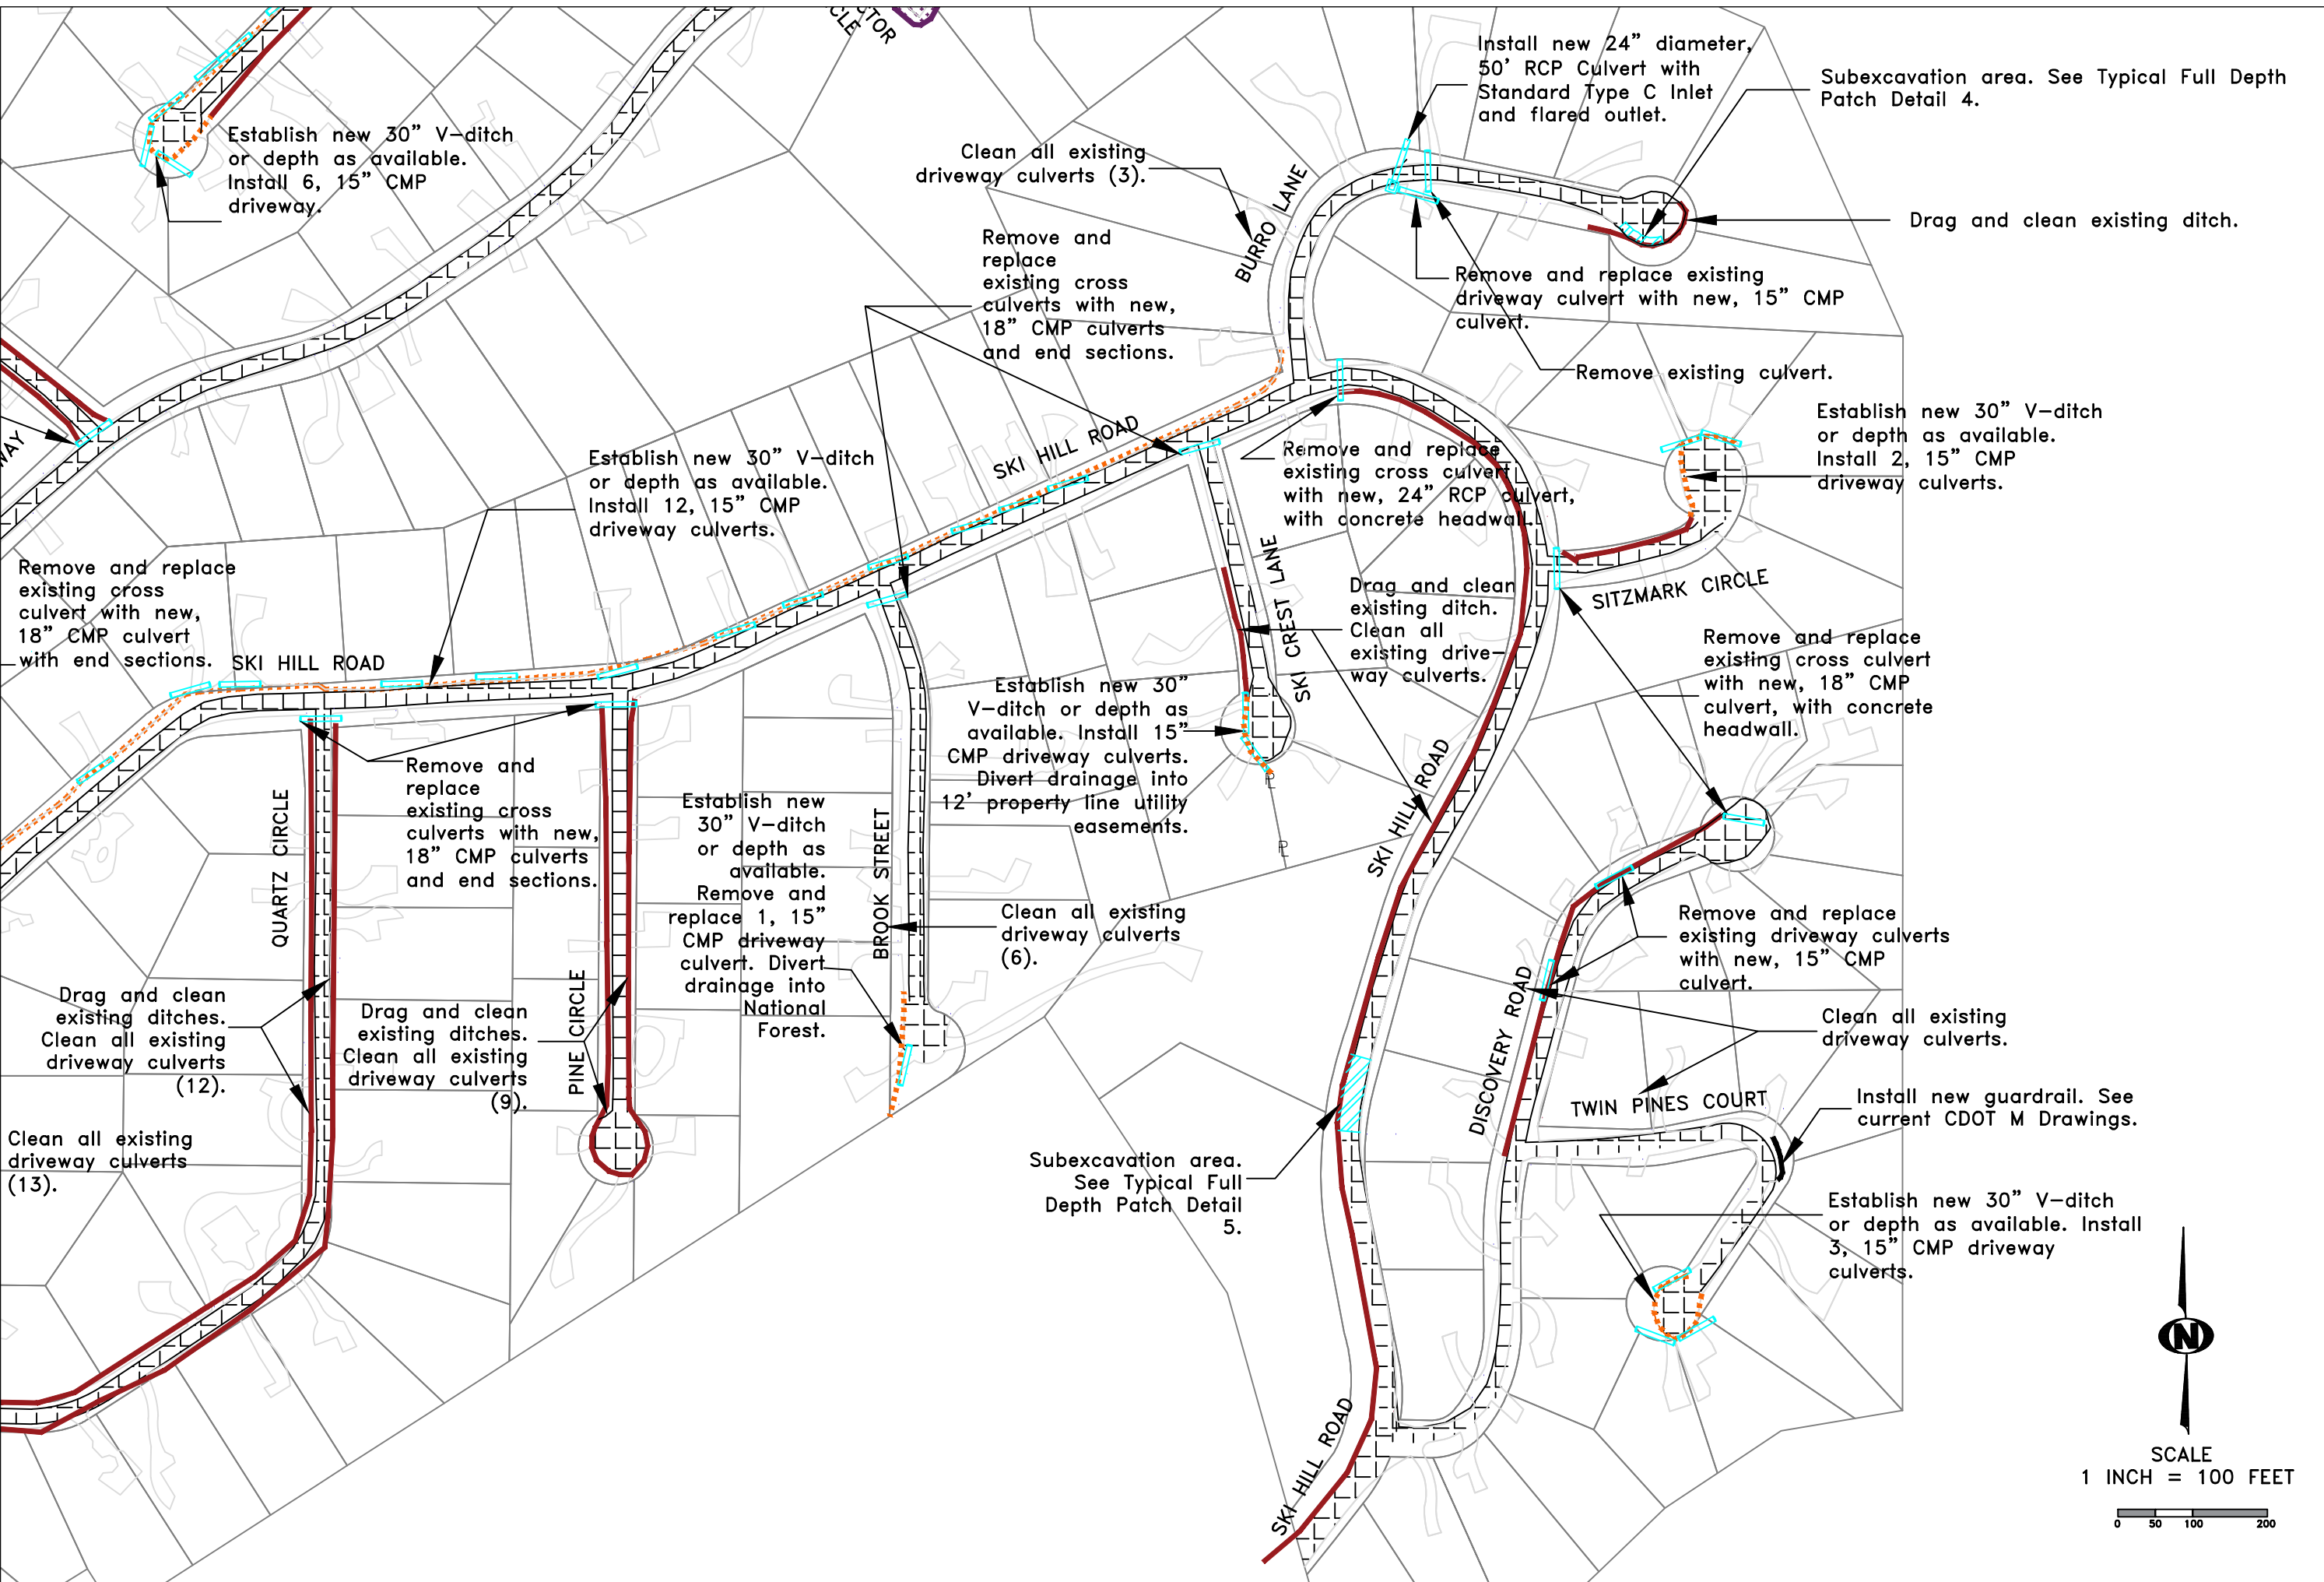 CTOR
CLE
Install new 24” diameter,
50’ RCP Culvert with
Standard Type C Inlet
and flared outlet.
Subexcavation area. See Typical Full Depth
Patch Detail 4.
Establish new 30” V-ditch
or depth as available.
Install 6, 15” CMP
driveway.
Clean all existing
driveway culverts (3).
BURRO LANE
Drag and clean existing ditch.
Remove and
replace
existing cross
culverts with new,
18” CMP culverts
and end sections.
Remove and replace existing
driveway culvert with new, 15” CMP
culvert.
Remove existing culvert.
WAY
Establish new 30” V-ditch
or depth as available.
Install 12, 15” CMP
driveway culverts.
SKI HILL ROAD
Remove and replace
existing cross culvert
with new, 24” RCP culvert,
with concrete headwall.
Establish new 30” V-ditch
or depth as available.
Install 2, 15” CMP
driveway culverts.
Remove and replace
existing cross
culvert with new,
18” CMP culvert
with end sections.
SKI HILL ROAD
SKI CREST LANE
Drag and clean
existing ditch.
Clean all
existing drive-
way culverts.
SITZMARK CIRCLE
Remove and replace
existing cross culvert
with new, 18” CMP
culvert, with concrete
headwall.
Establish new 30”
V-ditch or depth as
available. Install 15”
CMP driveway culverts.
Divert drainage into
12’ property line utility
easements.
PL
PL
SKI HILL ROAD
QUARTZ CIRCLE
Remove and
replace
existing cross
culverts with new,
18” CMP culverts
and end sections.
Establish new
30” V-ditch
or depth as
available.
Remove and
replace 1, 15”
CMP driveway
culvert. Divert
drainage into
National
Forest.
BROOK STREET
Clean all existing
driveway culverts
(6).
Remove and replace
existing driveway culverts
with new, 15” CMP
culvert.
Drag and clean
existing ditches.
Clean all existing
driveway culverts
(12).
Drag and clean
existing ditches.
Clean all existing
driveway culverts
(9).
PINE CIRCLE
DISCOVERY ROAD
Clean all existing
driveway culverts.
TWIN PINES COURT
Install new guardrail. See
current CDOT M Drawings.
Clean all existing
driveway culverts
(13).
Subexcavation area.
See Typical Full
Depth Patch Detail
5.
Establish new 30” V-ditch
or depth as available. Install
3, 15” CMP driveway
culverts.
SKI HILL ROAD
N
SCALE
1 INCH = 100 FEET
0 50 100 200